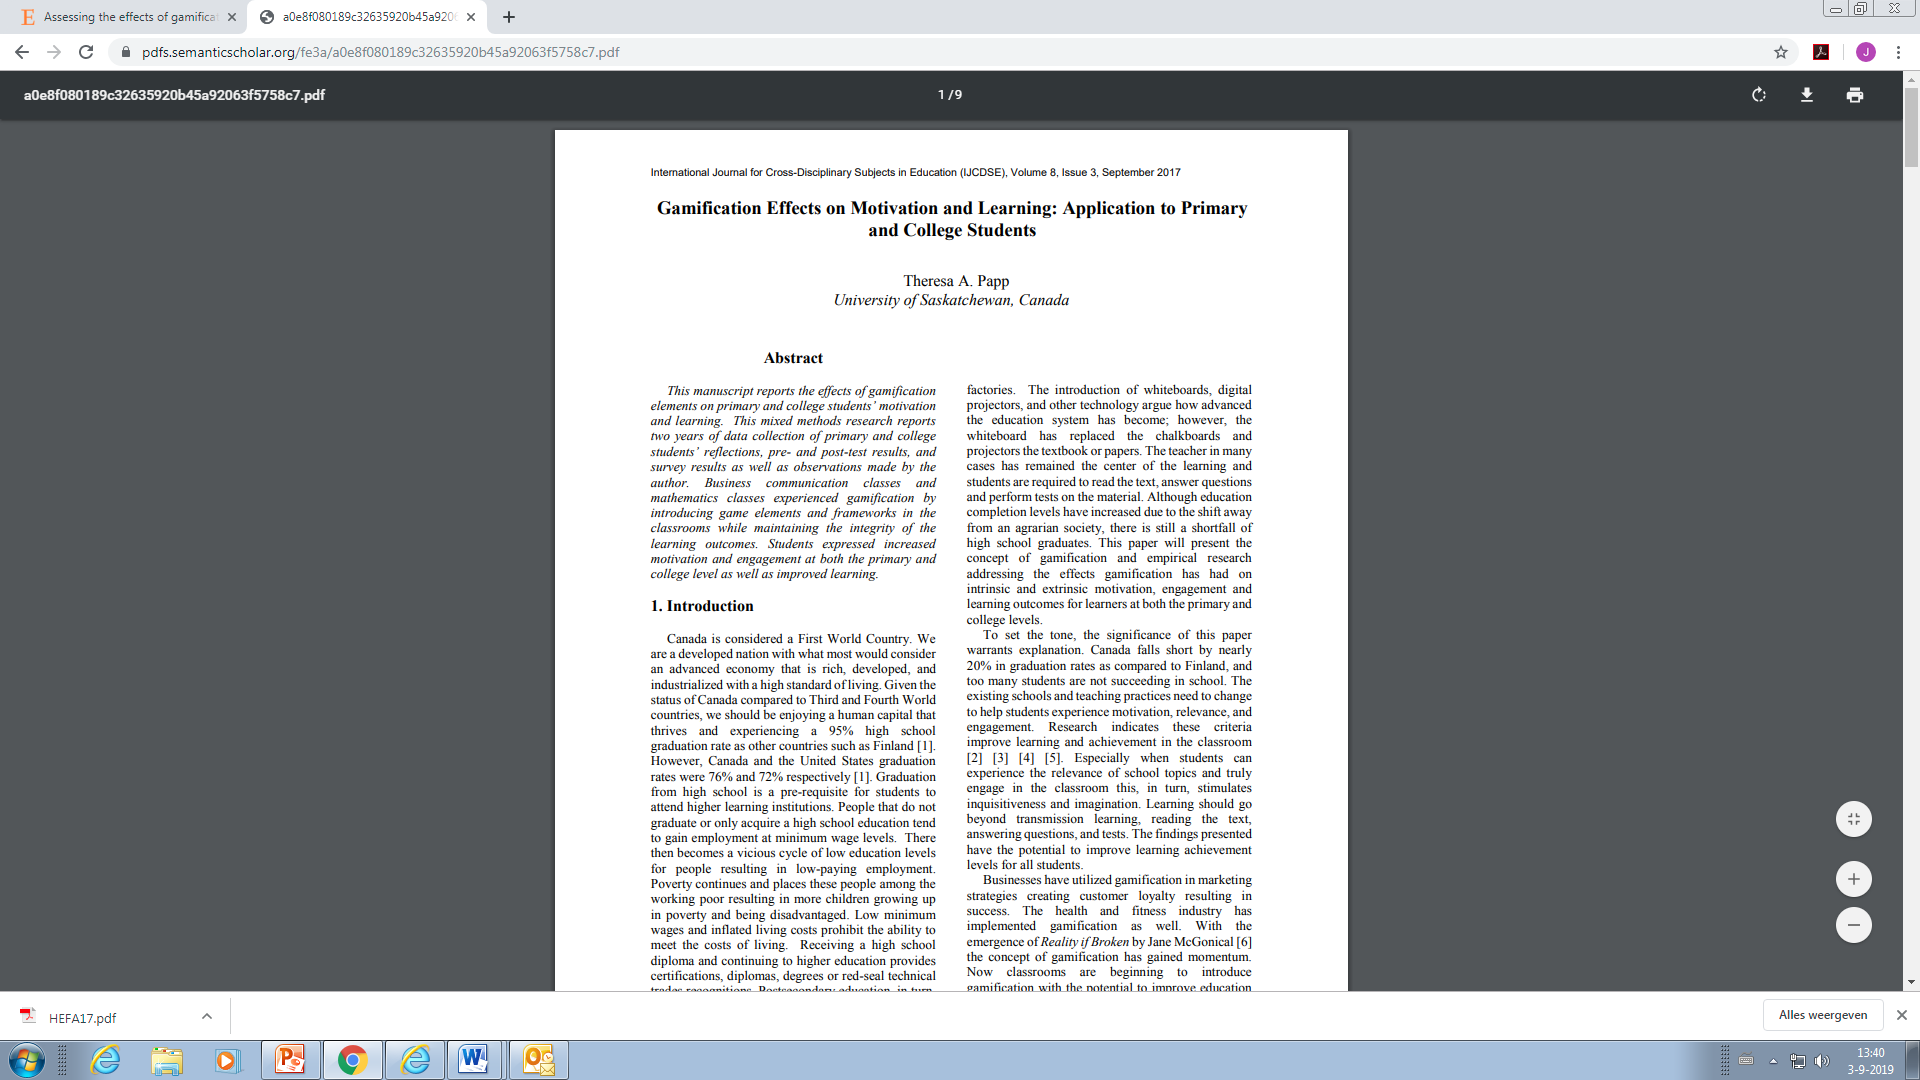 Assessing the effects of gamifica
a0e8f080189c32635920b45a920
pdfs.semanticscholar.org/fe3a/a0e8f080189c32635920b45a92063f5758c7.pdf
J
a0e8f080189c32635920b45a92063f5758c7.pdf
1 / 9
International Journal for Cross-Disciplinary Subjects in Education (IJCDSE), Volume 8, Issue 3, September 2017
Gamification Effects on Motivation and Learning: Application to Primary
and College Students
Theresa A. Papp
University of Saskatchewan, Canada
Abstract
This manuscript reports the effects of gamification
elements on primary and college students' motivation
and learning. This mixed methods research reports
two years of data collection of primary and college
students' reflections, pre- and post-test results, and
survey results as well as observations made by the
author. Business communication classes and
mathematics classes experienced gamification by
introducing game elements and frameworks in the
classrooms while maintaining the integrity of the
learning outcomes. Students expressed increased
motivation and engagement at both the primary and
college level as well as improved learning.
1. Introduction
Canada is considered a First World Country. We
are a developed nation with what most would consider
an advanced economy that is rich, developed, and
industrialized with a high standard of living. Given the
status of Canada compared to Third and Fourth World
countries, we should be enjoying a human capital that
thrives and experiencing a 95% high school
graduation rate as other countries such as Finland [1].
However, Canada and the United States graduation
rates were 76% and 72% respectively [1]. Graduation
from high school is a pre-requisite for students to
attend higher learning institutions. People that do not
graduate or only acquire a high school education tend
to gain employment at minimum wage levels. There
then becomes a vicious cycle of low education levels
for people resulting in low-paying employment.
Poverty continues and places these people among the
working poor resulting in more children growing up
in poverty and being disadvantaged. Low minimum
wages and inflated living costs prohibit the ability to
meet the costs of living. Receiving a high school
diploma and continuing to higher education provides
certifications, diplomas, degrees or red-seal technical
trades recognitions. Postsecondary education, in turn,
factories. The introduction of whiteboards, digital
projectors, and other technology argue how advanced
the education system has become; however, the
whiteboard has replaced the chalkboards and
projectors the textbook or papers. The teacher in many
cases has remained the center of the learning and
students are required to read the text, answer questions
and perform tests on the material. Although education
completion levels have increased due to the shift away
from an agrarian society, there is still a shortfall of
high school graduates. This paper will present the
concept of gamification and empirical research
addressing the effects gamification has had on
intrinsic and extrinsic motivation, engagement and
learning outcomes for learners at both the primary and
college levels.
To set the tone, the significance of this paper
warrants explanation. Canada falls short by nearly
20% in graduation rates as compared to Finland, and
too many students are not succeeding in school. The
existing schools and teaching practices need to change
to help students experience motivation, relevance, and
engagement. Research indicates these criteria
improve learning and achievement in the classroom
[2] [3] [4] [5]. Especially when students can
experience the relevance of school topics and truly
engage in the classroom this, in turn, stimulates
inquisitiveness and imagination. Learning should go
beyond transmission learning, reading the text,
answering questions, and tests. The findings presented
have the potential to improve learning achievement
levels for all students.
Businesses have utilized gamification in marketing
strategies creating customer loyalty resulting in
success. The health and fitness industry has
implemented gamification as well. With the
emergence of Reality if Broken by Jane McGonical [6]
the concept of gamification has gained momentum.
Now classrooms are beginning to introduce
gamification with the potential to improve education
HEFA17.pdf
Alles weergeven
13:40
3-9-2019